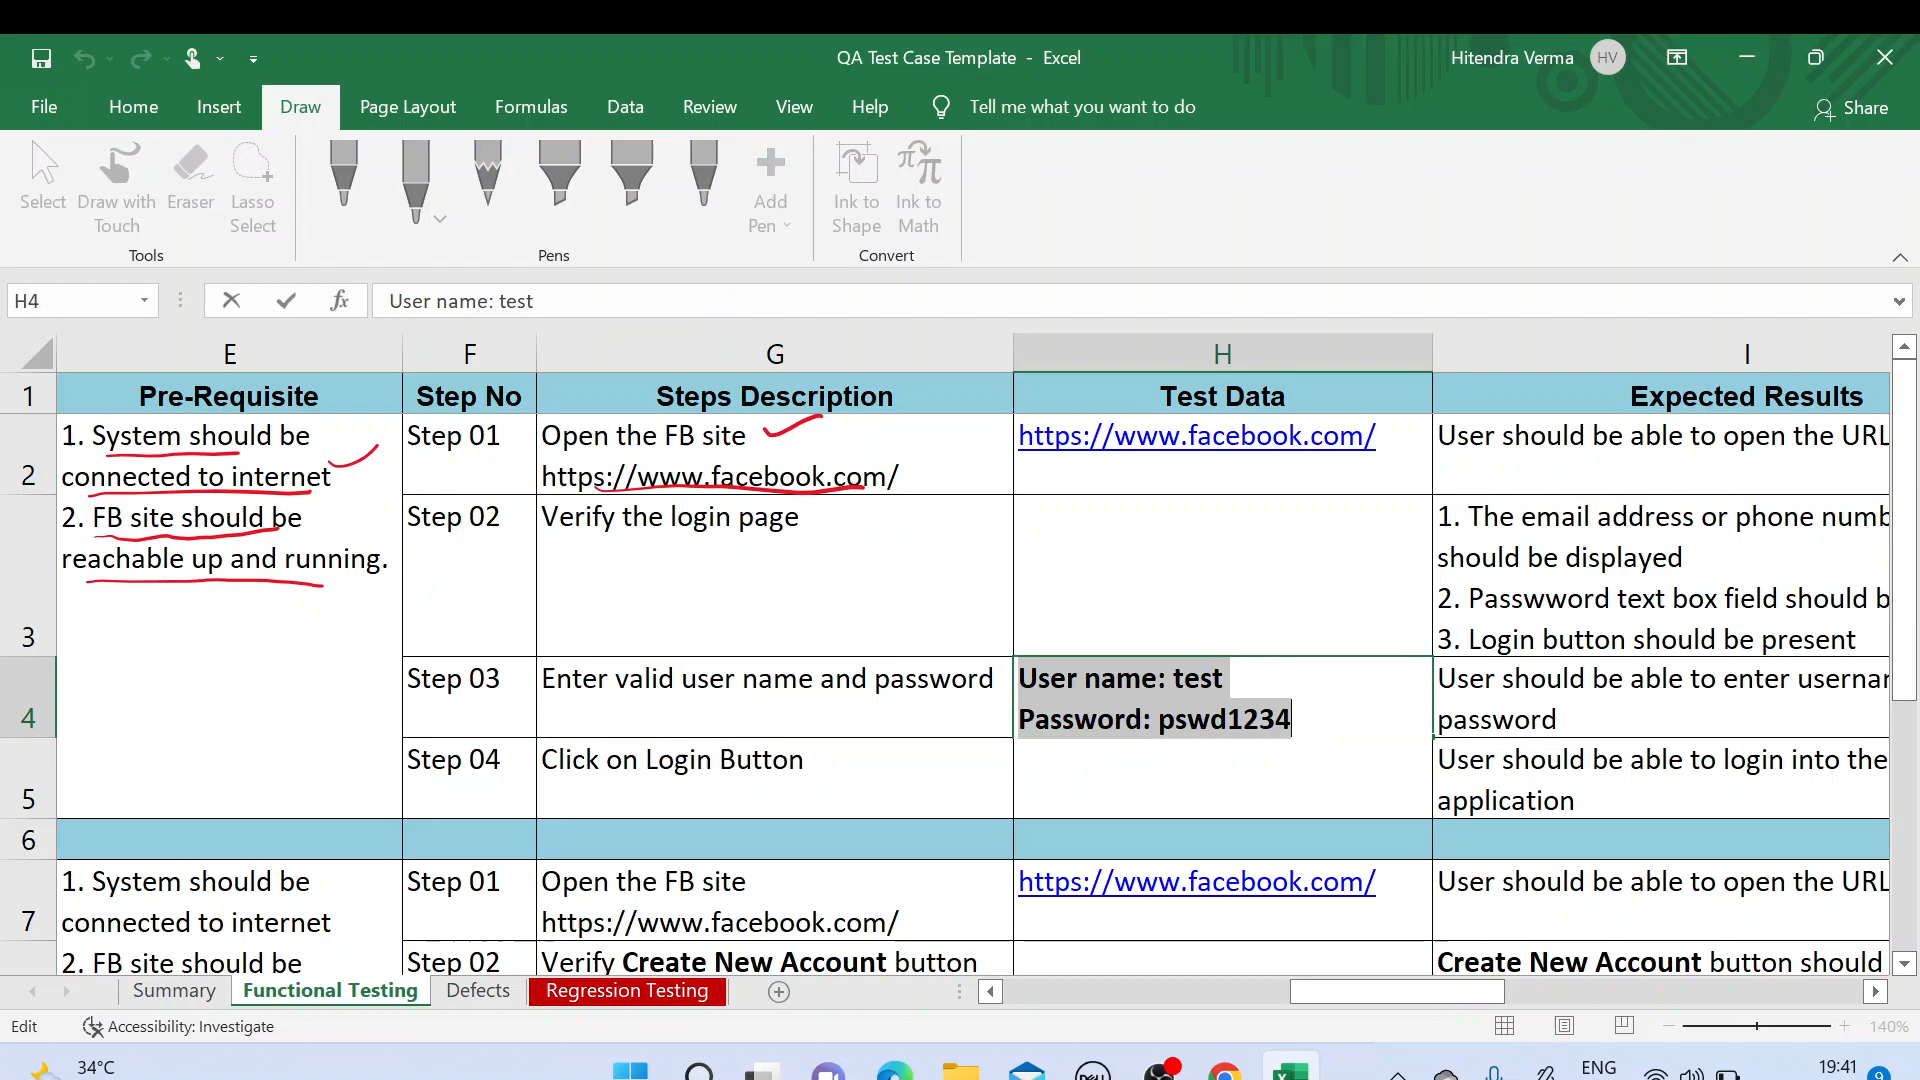 QA Test Case Template - Excel
Hitendra Verma
HV
File
Home
Insert
Draw
Page Layout
Formulas
Data
Review
View
Help
Tell me what you want to do
Share
Select
Draw with
Touch
Eraser
Lasso
Select
Add
Pen
Ink to
Shape
Ink to
Math
Tools
Pens
Convert
H4
fx
User name: test
E
F
G
H
I
1
Pre-Requisite
Step No
Steps Description
Test Data
Expected Results
2
1. System should be
connected to internet
2. FB site should be
reachable up and running.
Step 01
Open the FB site
https://www.facebook.com/
https://www.facebook.com/
User should be able to open the URL
3
Step 02
Verify the login page
1. The email address or phone numb
should be displayed
2. Passwword text box field should b
3. Login button should be present
4
Step 03
Enter valid user name and password
User name: test
Password: pswd1234
User should be able to enter userna
password
5
Step 04
Click on Login Button
User should be able to login into the
application
6
7
1. System should be
connected to internet
2. FB site should be
Step 01
Open the FB site
https://www.facebook.com/
https://www.facebook.com/
User should be able to open the URL
Step 02
Verify Create New Account button
Create New Account button should
Summary
Functional Testing
Defects
Regression Testing
Edit
Accessibility: Investigate
140%
34°C
DELL
ENG
19:41
9